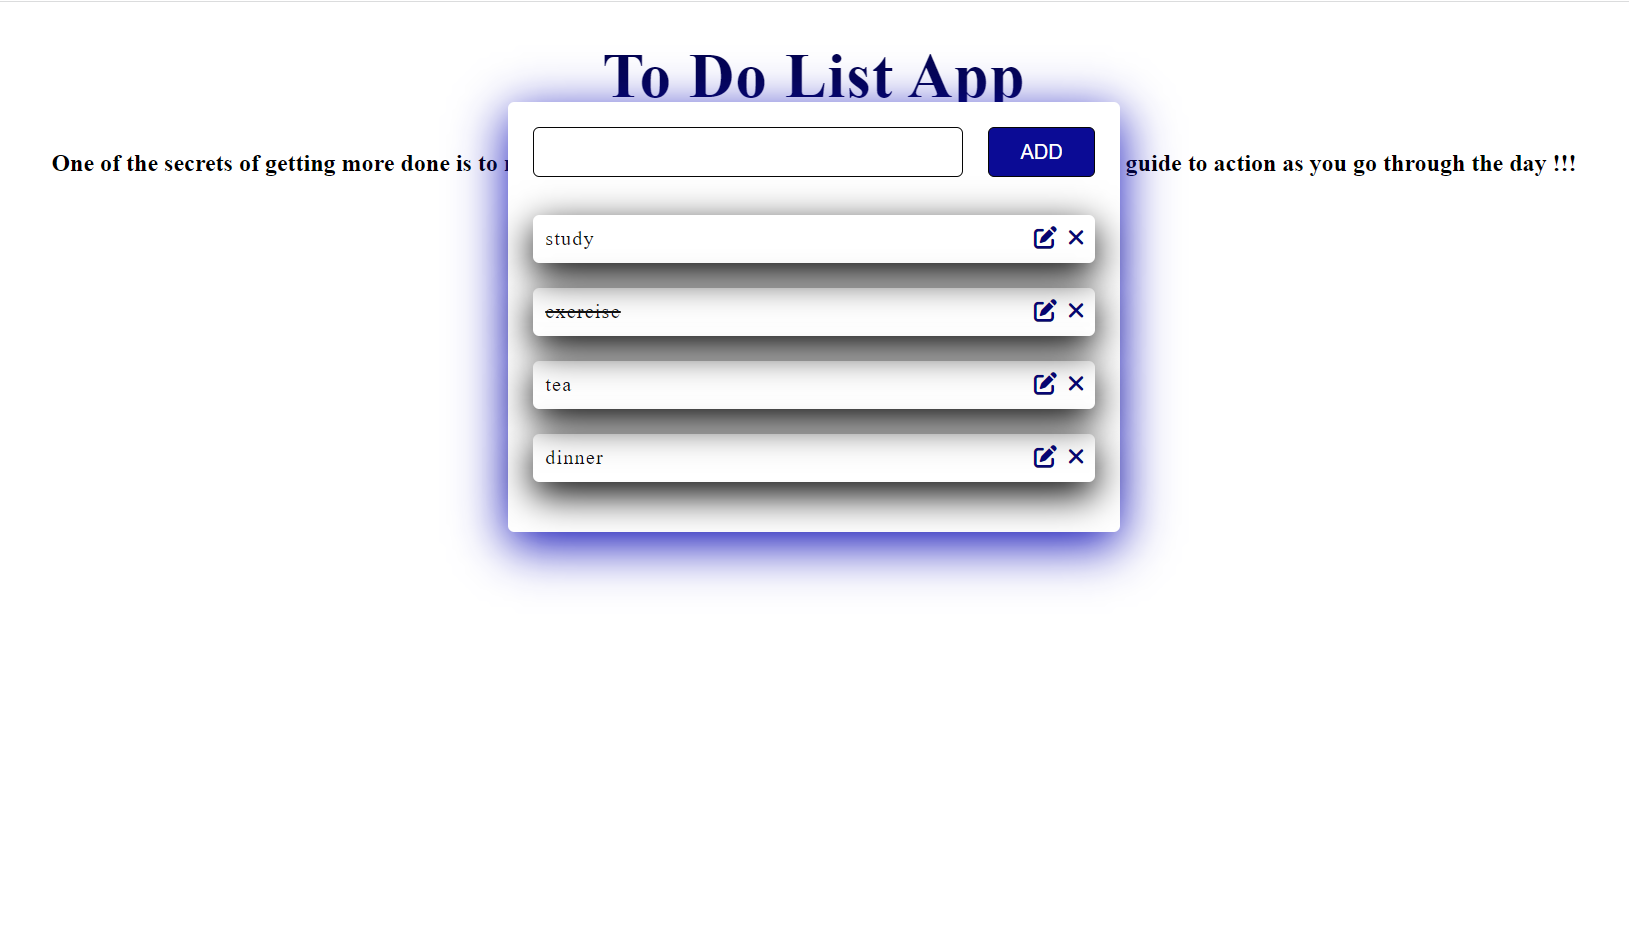 To Do List App
ADD
One of the secrets of getting more done is to guide to action as you go through the day !!!
study
exercise
tea
dinner